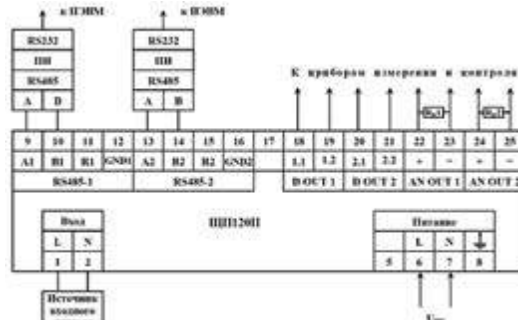 к ПЭВМ к ПЭВМ
RS232 RS232
ПИ ПИ
RS485 RS485
A B A B
К приборам измерения и контроля
9 10 11 12 13 14 15 16 17 18 19 20 21 22 23 24 25
A1 B1 R1 GND1 A2 B2 R2 GND2 1.1 1.2 2.1 2.2 + − + −
RS485-1 RS485-2 D OUT 1 D OUT 2 AN OUT 1 AN OUT 2
Вход ЩП120П Питание
L N L N
1 2 5 6 7 8
Источник
входного